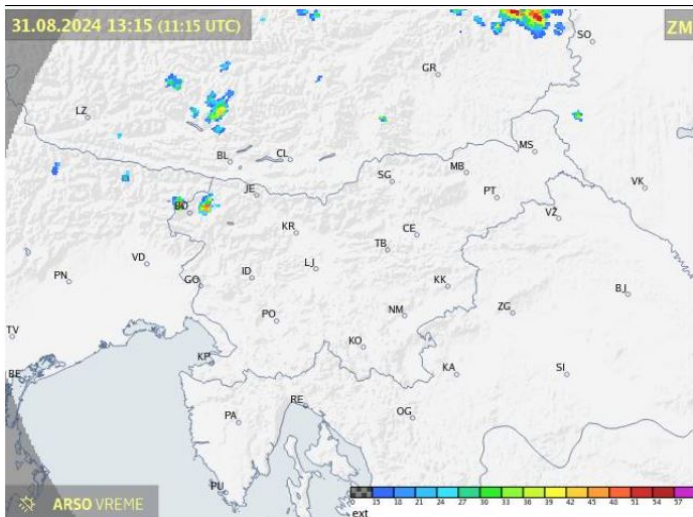 31.08.2024 13:15 (11:15 UTC)
ZM
SO
GR
LZ
BL
CL
MS
SG
MB
VK
JE
PT
BO
VŽ
KR
CE
TB
VD
LJ
ID
PN
GO
KK
BJ
PO
NM
ZG
TV
KO
KP
BE
KA
SI
RE
PA
OG
PU
ARSO VREME
0 15 18 21 24 27 30 33 36 39 42 45 48 51 54 57
ext